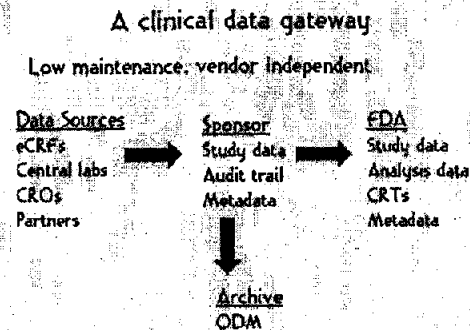 A clinical data gateway
Low maintenance, vendor independent
Data Sources
eCRFs
Central labs
CROs
Partners
Sponsor
Study data
Audit trail
Metadata
FDA
Study data
Analysis data
CRTs
Metadata
Archive
ODM